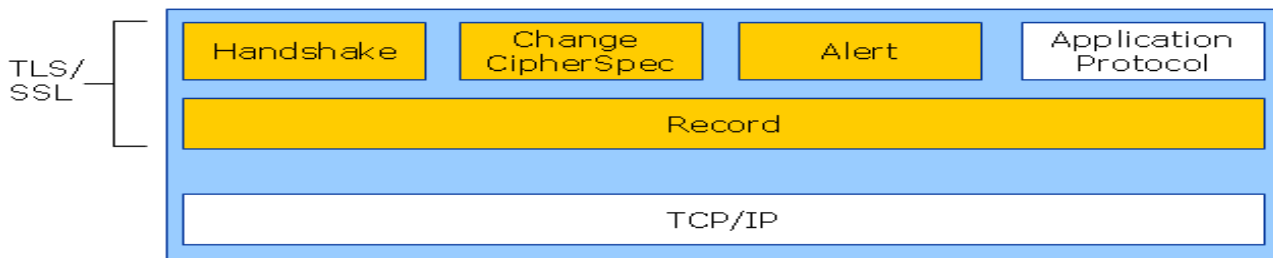 Handshake
Change
CipherSpec
Alert
Application
Protocol
TLS/
SSL
Record
TCP/IP